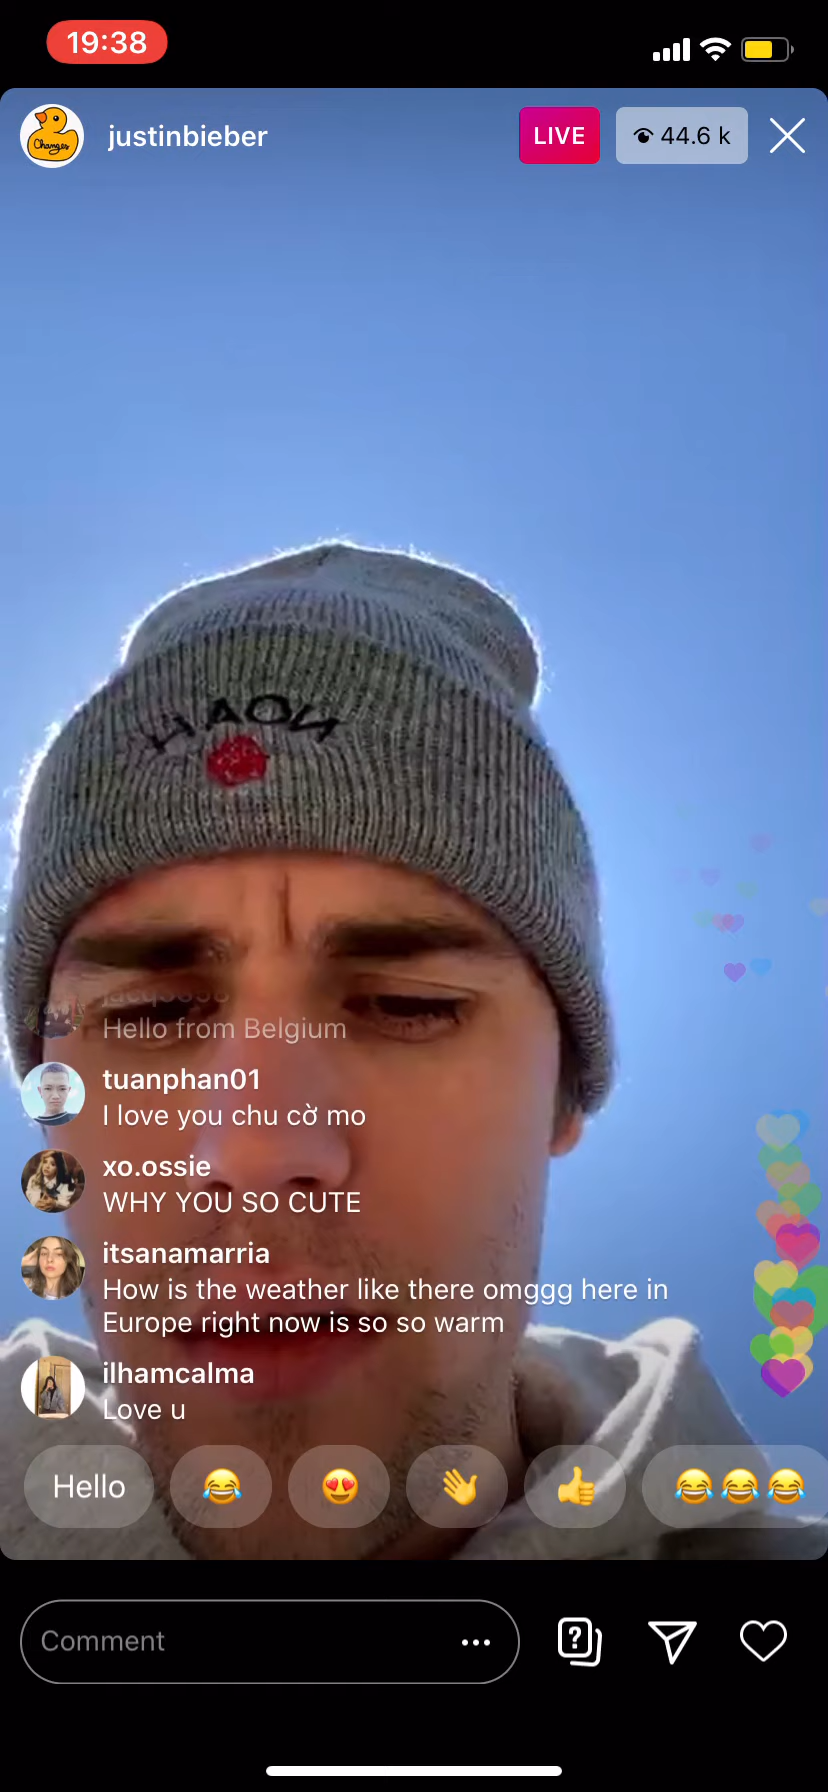 19:38
Changes
justinbieber
LIVE
44.6 k
Hello from Belgium
tuanphan01
I love you chu cờ mo
xo.ossie
WHY YOU SO CUTE
itsanamarria
How is the weather like there omggg here in
Europe right now is so so warm
ilhamcalma
Love u
Hello 😂 😍 👋 👍 😂😂😂
Comment